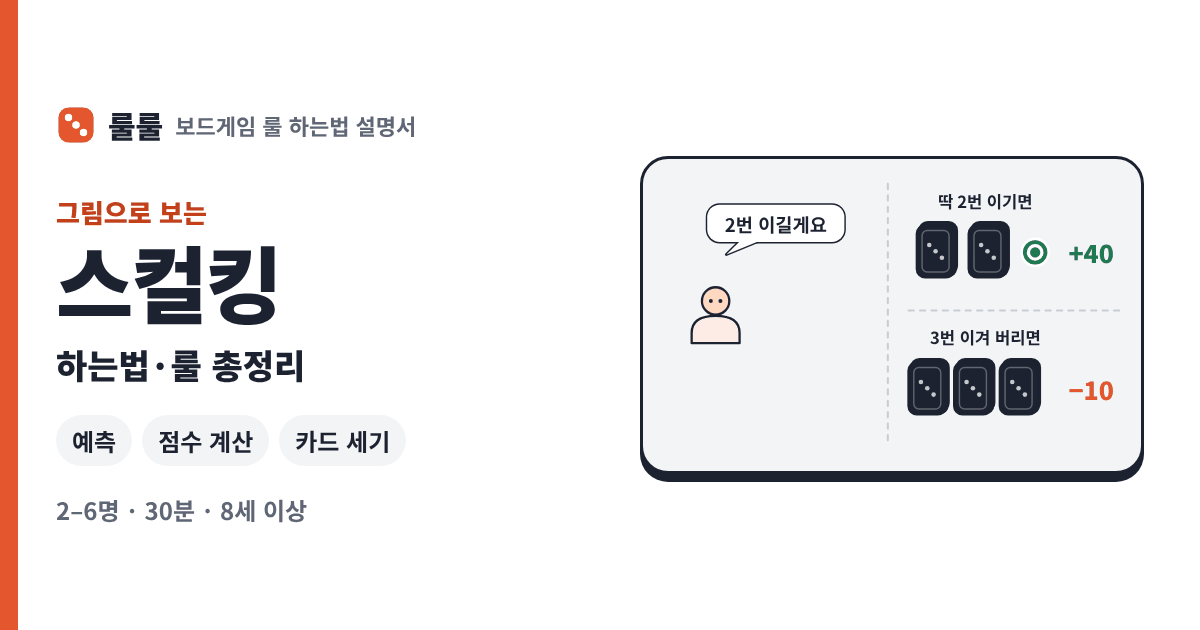 룰룰 보드게임 룰 하는법 설명서
그림으로 보는
스컬킹
하는법·룰 총정리
예측 점수 계산 카드 세기
2–6명 · 30분 · 8세 이상
2번 이길게요
딱 2번 이기면
+40
3번 이겨 버리면
−10